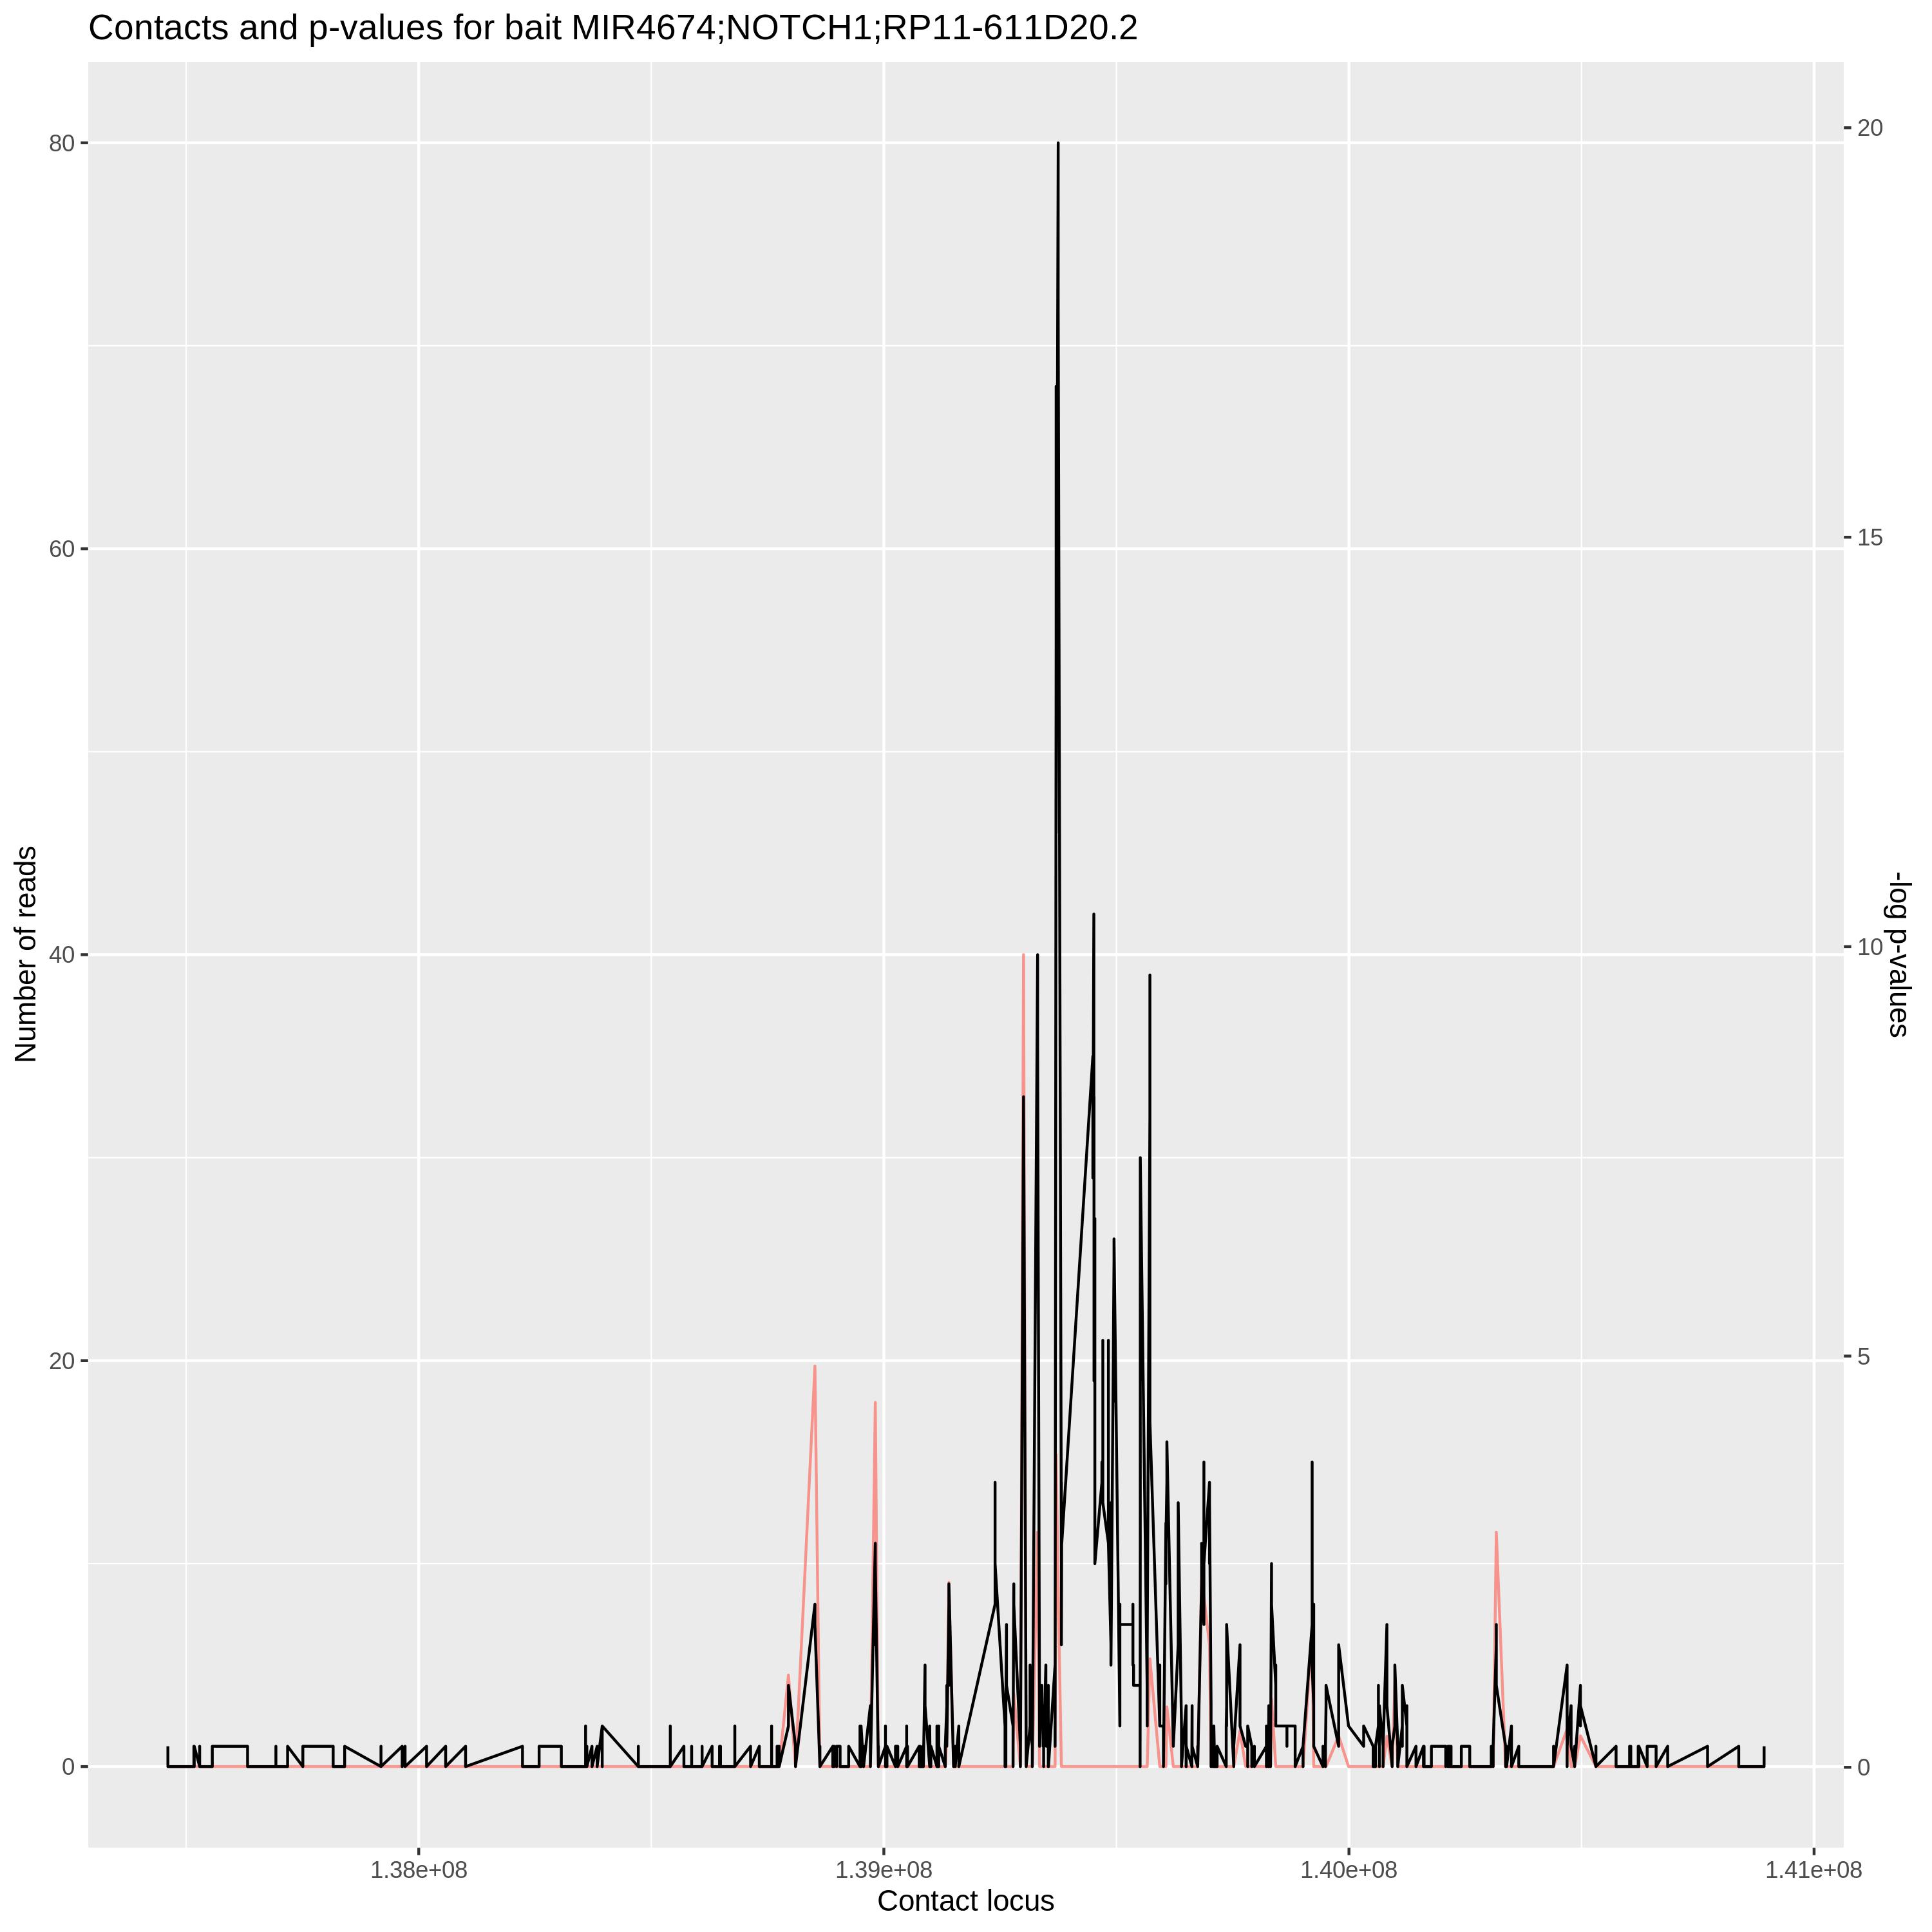 Contacts and p-values for bait MIR4674;NOTCH1;RP11-611D20.2
80
60
40
20
0
Number of reads
20
15
10
5
0
-log p-values
1.38e+08
1.39e+08
1.40e+08
1.41e+08
Contact locus